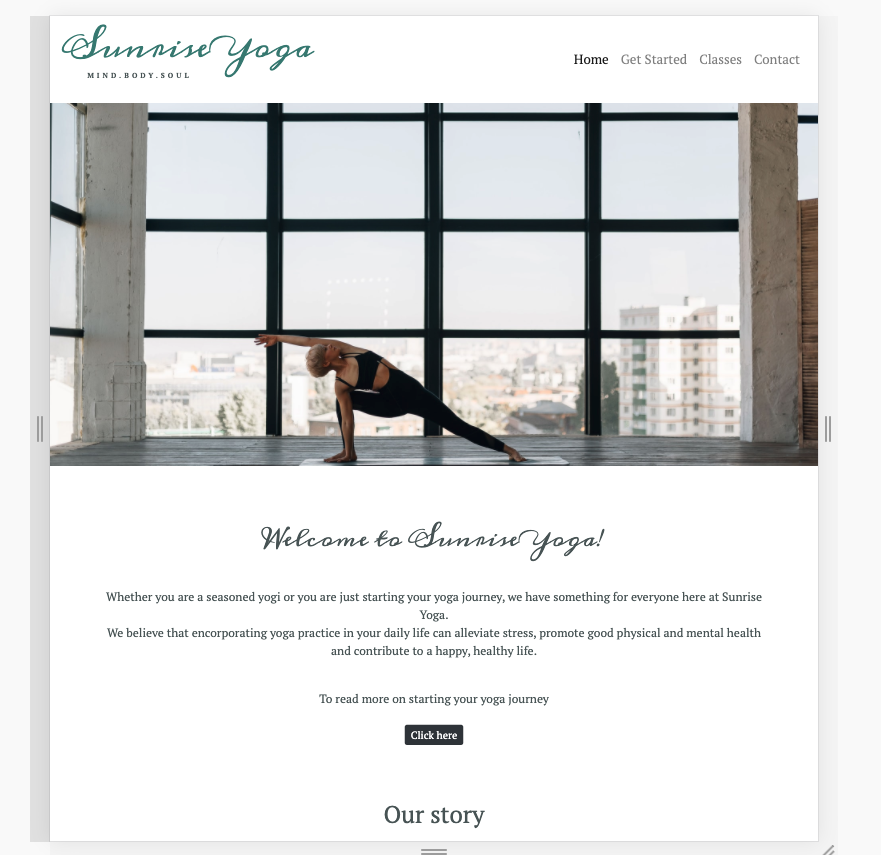 Sunrise Yoga
MIND.BODY.SOUL
Home Get Started Classes Contact
Welcome to Sunrise Yoga!
Whether you are a seasoned yogi or you are just starting your yoga journey, we have something for everyone here at Sunrise
Yoga.
We believe that encorporating yoga practice in your daily life can alleviate stress, promote good physical and mental health
and contribute to a happy, healthy life.
To read more on starting your yoga journey
Click here
Our story